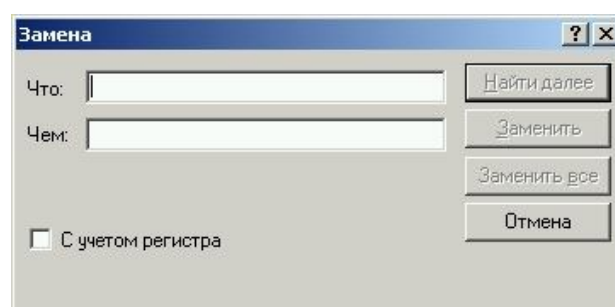 Замена
Что:
Найти далее
Чем:
Заменить
Заменить все
С учетом регистра
Отмена